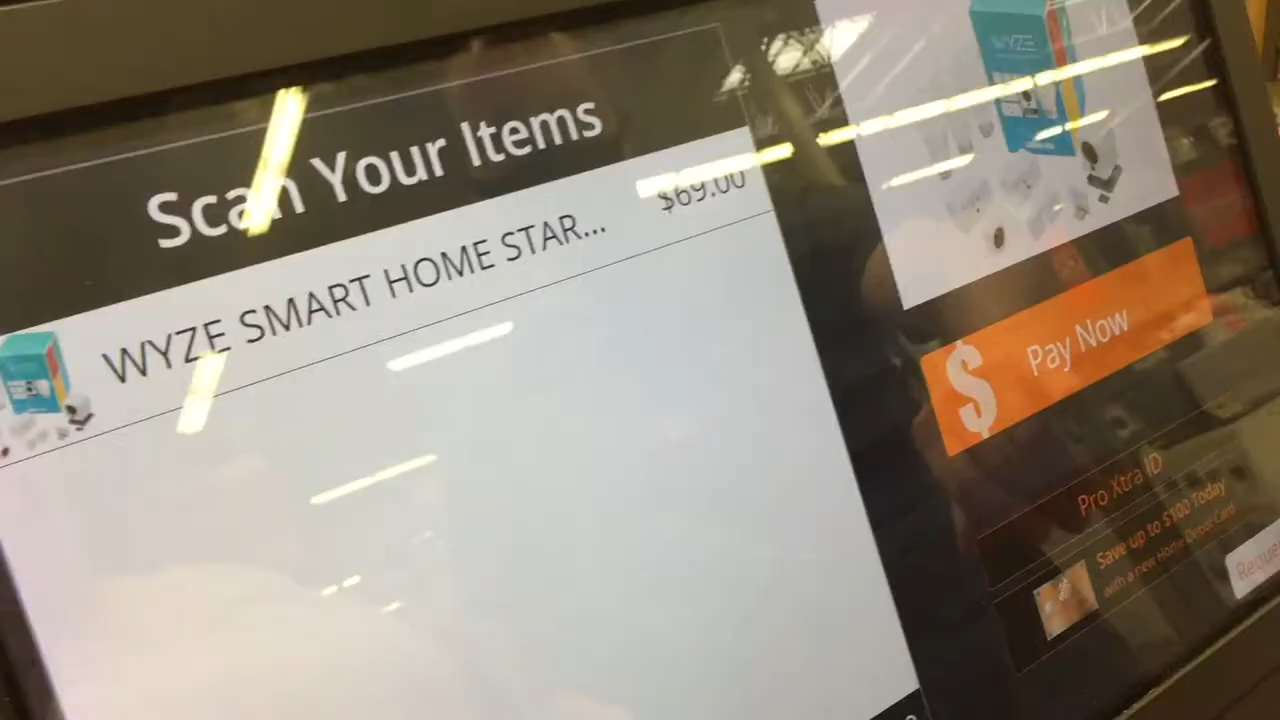 Scan Your Items
WYZE SMART HOME STAR... $69.00
WYZE
Pay Now
Pro Xtra ID
Save up to $100 Today
with a new Home Depot Card